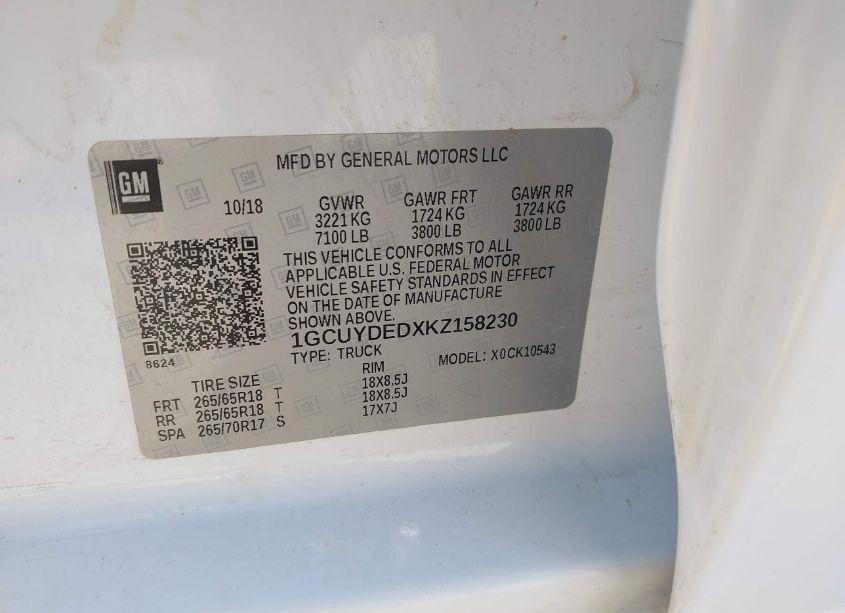 GM
MFD BY GENERAL MOTORS LLC
10/18
GVWR GAWR FRT GAWR RR
3221 KG 1724 KG 1724 KG
7100 LB 3800 LB 3800 LB
THIS VEHICLE CONFORMS TO ALL
APPLICABLE U.S. FEDERAL MOTOR
VEHICLE SAFETY STANDARDS IN EFFECT
ON THE DATE OF MANUFACTURE
SHOWN ABOVE.
1GCUYDEDXKZ158230
8624
TYPE: TRUCK MODEL: X0CK10543
TIRE SIZE RIM
FRT 265/65R18 T 18X8.5J
RR 265/65R18 T 18X8.5J
SPA 265/70R17 S 17X7J